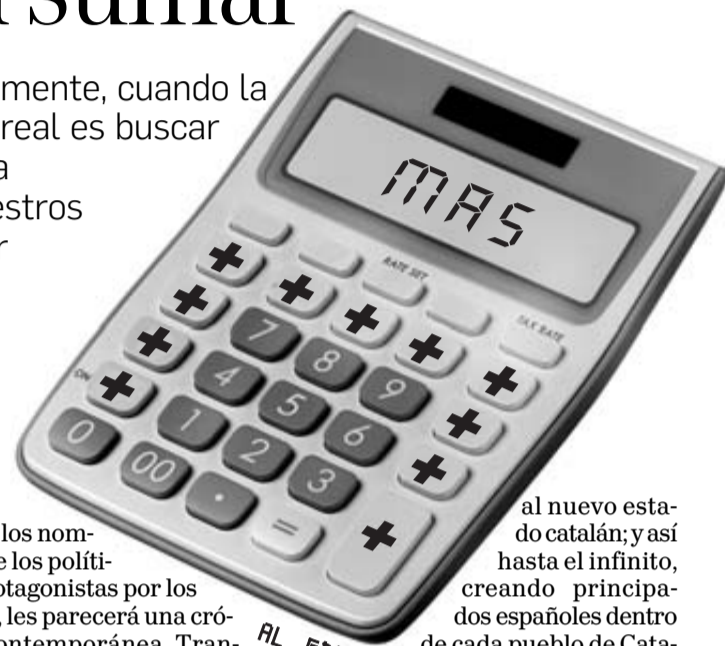 sumar
mente, cuando la
real es buscar
a
estros
r
MAS
RATE SET
TAX RATE
7
8
9
ON
4
5
6
1
2
3
0
00
.
=
los nom-
e los políti-
otagonistas por los
, les parecerá una cró-
ontemporánea. Tran-
AL
al nuevo esta-
do catalán; y así
hasta el infinito,
creando principa-
dos españoles dentro
de cada pueblo de Cata-